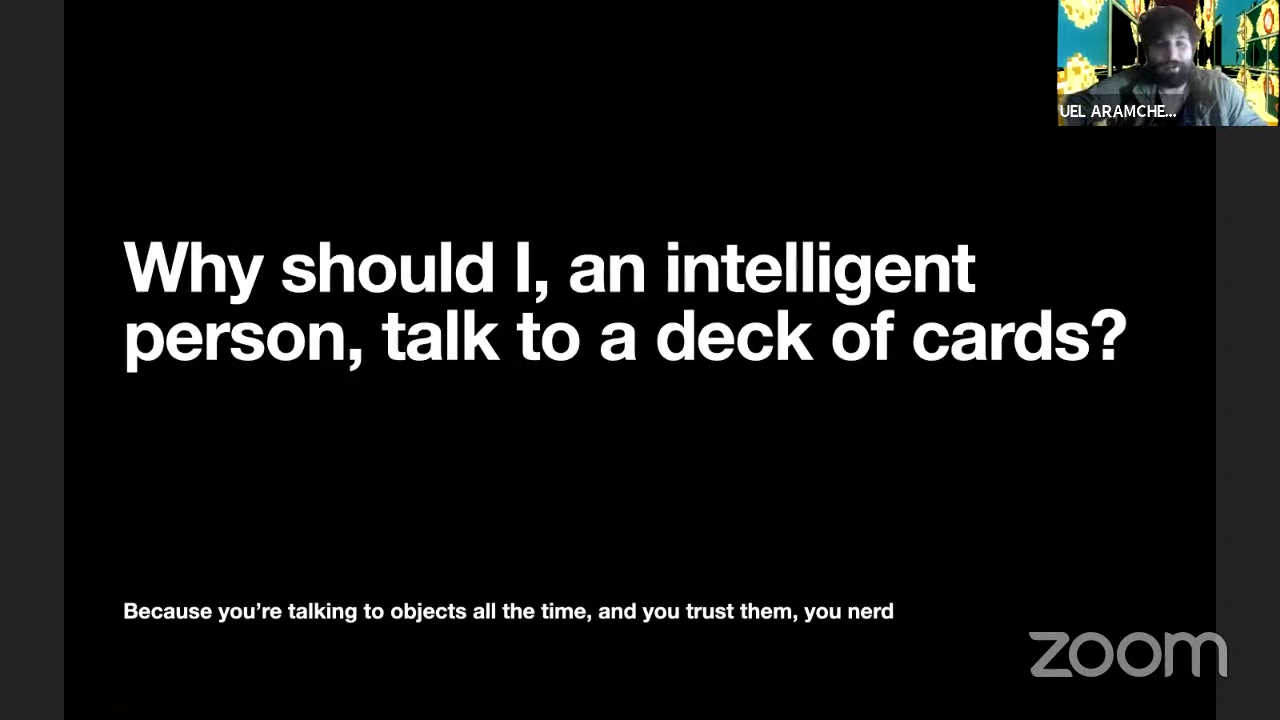 UEL ARAMCHE...
Why should I, an intelligent
person, talk to a deck of cards?
Because you’re talking to objects all the time, and you trust them, you nerd
zoom